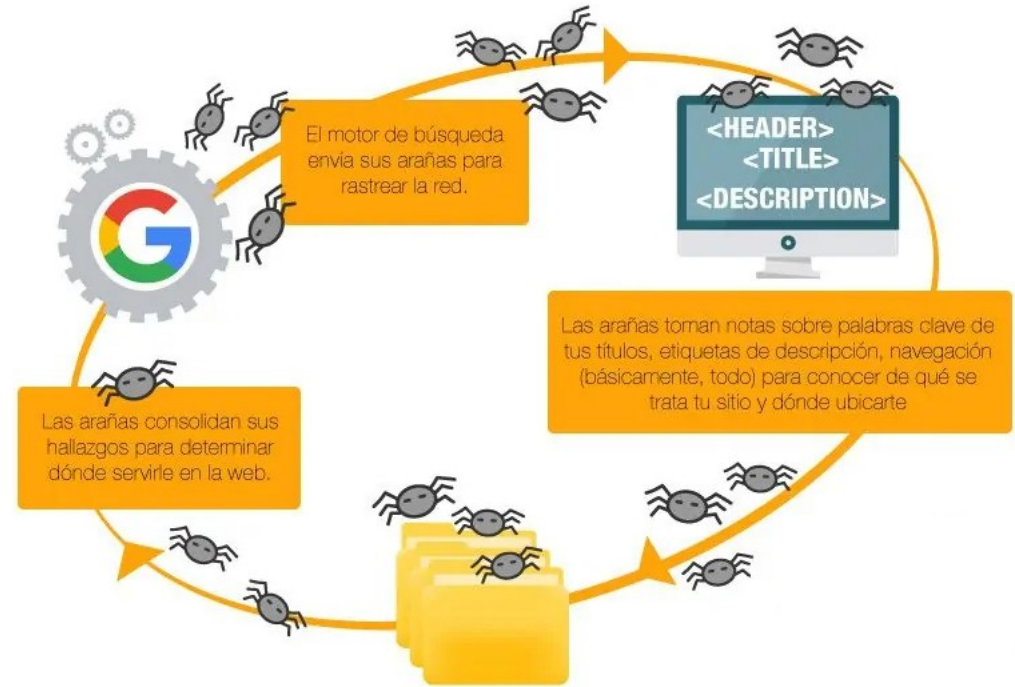 El motor de búsqueda
envía sus arañas para
rastrear la red.
<HEADER>
<TITLE>
<DESCRIPTION>
Las arañas toman notas sobre palabras clave de
tus títulos, etiquetas de descripción, navegación
(básicamente, todo) para conocer de qué se
trata tu sitio y dónde ubicarte
Las arañas consolidan sus
hallazgos para determinar
dónde servirle en la web.
G